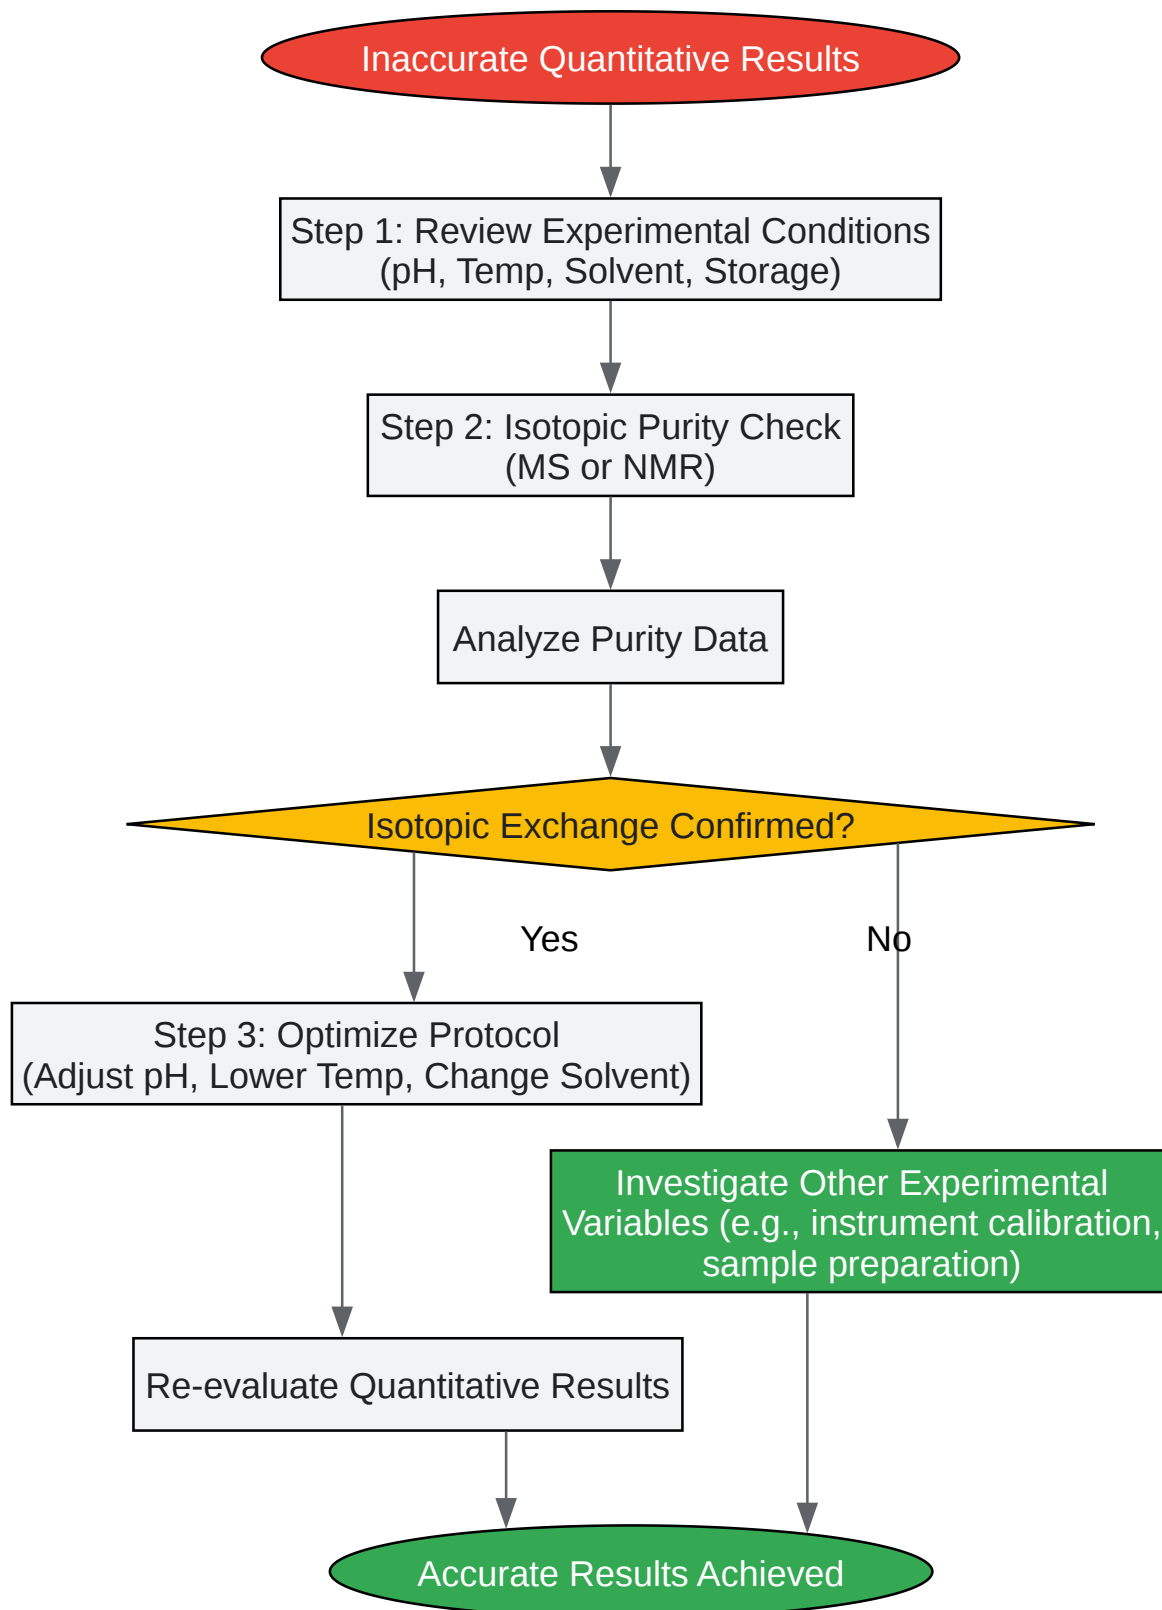 Inaccurate Quantitative Results
Step 1: Review Experimental Conditions
(pH, Temp, Solvent, Storage)
Step 2: Isotopic Purity Check
(MS or NMR)
Analyze Purity Data
Isotopic Exchange Confirmed?
Yes
No
Step 3: Optimize Protocol
(Adjust pH, Lower Temp, Change Solvent)
Investigate Other Experimental
Variables (e.g., instrument calibration,
sample preparation)
Re-evaluate Quantitative Results
Accurate Results Achieved